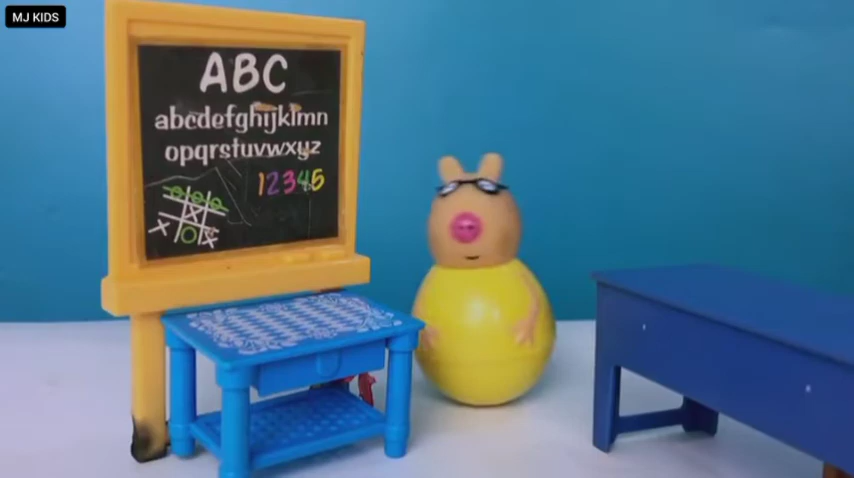 MJ KIDS
ABC
abcdefghijklmn
opqrstuvwxyz
12345
X
X
X